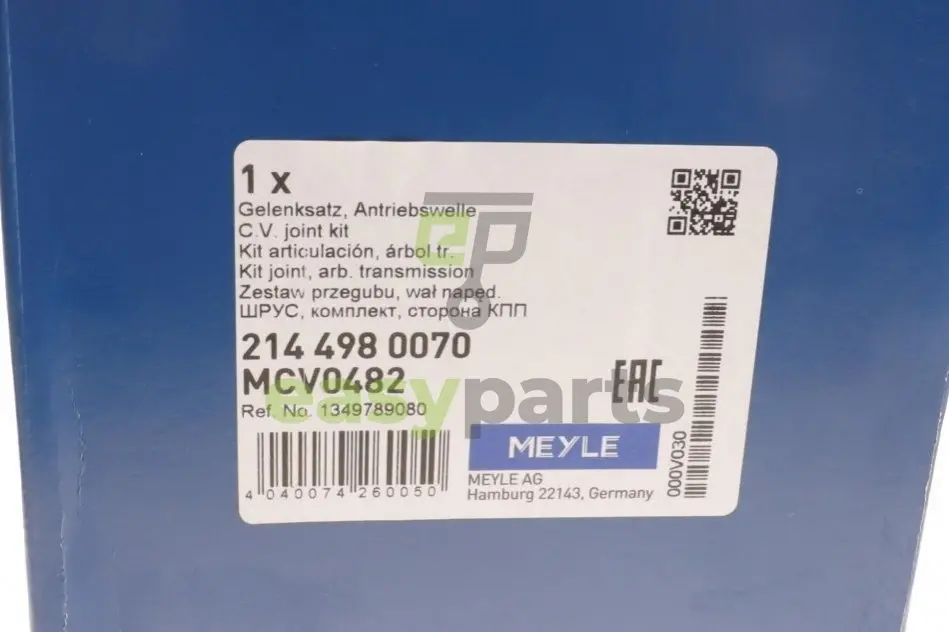 1 x
Gelenksatz, Antriebswelle
C.V. joint kit
Kit articulación, árbol tr.
Kit joint, arb. transmission
Zestaw przegubu, wał napęd.
ШРУС, комплект, сторона КПП
214 498 0070
MCV0482
Ref. No. 1349789080
4 040074 260050
EAC
MEYLE
MEYLE AG
Hamburg 22143, Germany
000V030
ep
easyparts